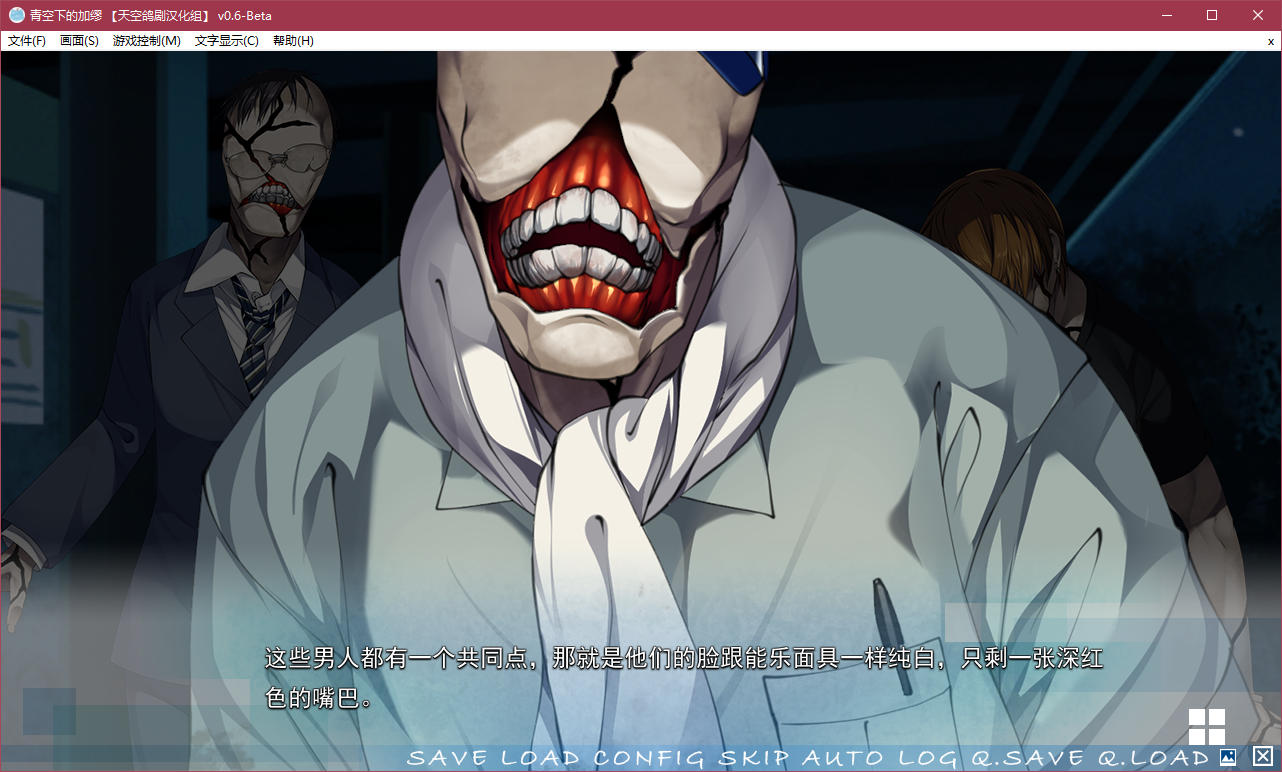 青空下的加缪 【天空鸽剧汉化组】 v0.6-Beta
文件(F) 画面(S) 游戏控制(M) 文字显示(C) 帮助(H) x
这些男人都有一个共同点，那就是他们的脸跟能乐面具一样纯白，只剩一张深红
色的嘴巴。
SAVE LOAD CONFIG SKIP AUTO LOG Q.SAVE Q.LOAD